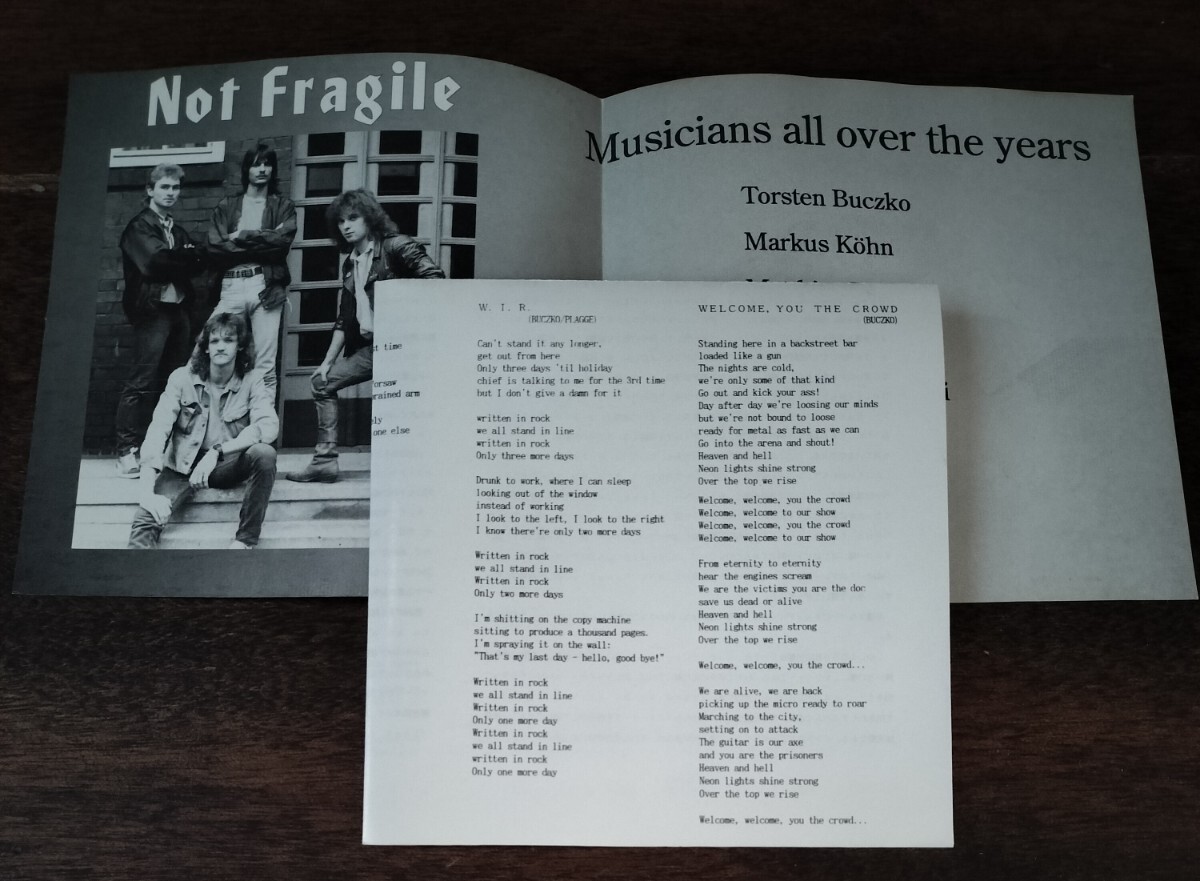 Not Fragile
Musicians all over the years
Torsten Buczko
Markus Köhn
st time
orsaw
rained arm
ely
one else
i
W. I. R.
(BUCZKO/PLAGGE)
Can't stand it any longer,
get out from here
Only three days 'til holiday
chief is talking to me for the 3rd time
but I don't give a damn for it
written in rock
we all stand in line
written in rock
Only three more days
Drunk to work, where I can sleep
looking out of the window
instead of working
I look to the left, I look to the right
I know there're only two more days
Written in rock
we all stand in line
Written in rock
Only two more days
I'm shitting on the copy machine
sitting to produce a thousand pages.
I'm spraying it on the wall:
"That's my last day - hello, good bye!"
Written in rock
we all stand in line
Written in rock
Only one more day
Written in rock
we all stand in line
written in rock
Only one more day
WELCOME, YOU THE CROWD
(BUCZKO)
Standing here in a backstreet bar
loaded like a gun
The nights are cold,
we're only some of that kind
Go out and kick your ass!
Day after day we're loosing our minds
but we're not bound to loose
ready for metal as fast as we can
Go into the arena and shout!
Heaven and hell
Neon lights shine strong
Over the top we rise
Welcome, welcome, you the crowd
Welcome, welcome to our show
Welcome, welcome, you the crowd
Welcome, welcome to our show
From eternity to eternity
hear the engines scream
We are the victims you are the doc
save us dead or alive
Heaven and hell
Neon lights shine strong
Over the top we rise
Welcome, welcome, you the crowd...
We are alive, we are back
picking up the micro ready to roar
Marching to the city,
setting on to attack
The guitar is our axe
and you are the prisoners
Heaven and hell
Neon lights shine strong
Over the top we rise
Welcome, welcome, you the crowd...